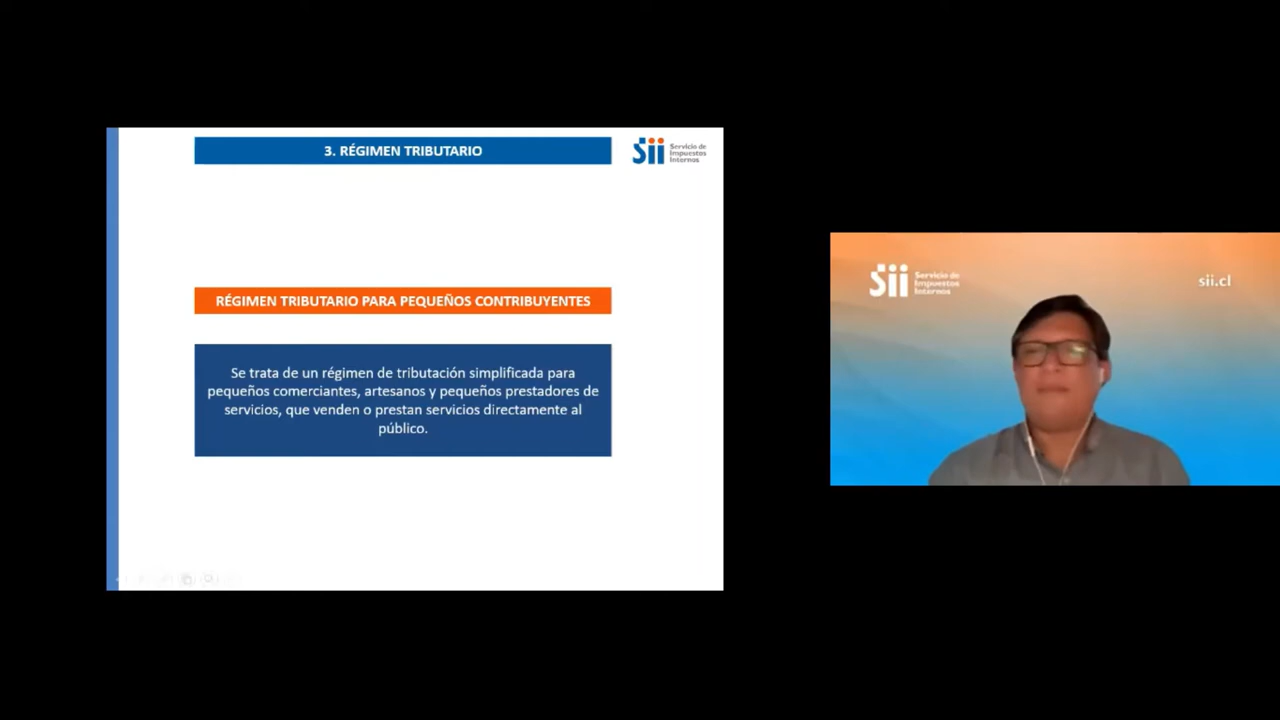 3. RÉGIMEN TRIBUTARIO
sii Servicio de
Impuestos
Internos
RÉGIMEN TRIBUTARIO PARA PEQUEÑOS CONTRIBUYENTES
Se trata de un régimen de tributación simplificada para
pequeños comerciantes, artesanos y pequeños prestadores de
servicios, que venden o prestan servicios directamente al
público.
sii Servicio de
Impuestos
Internos
sii.cl